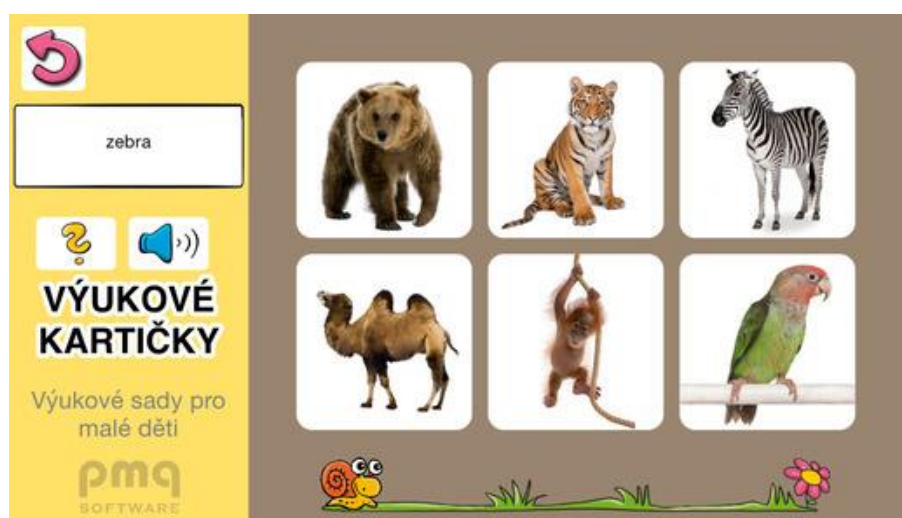 zebra
VÝUKOVÉ
KARTIČKY
Výukové sady pro
malé děti
pmq
SOFTWARE